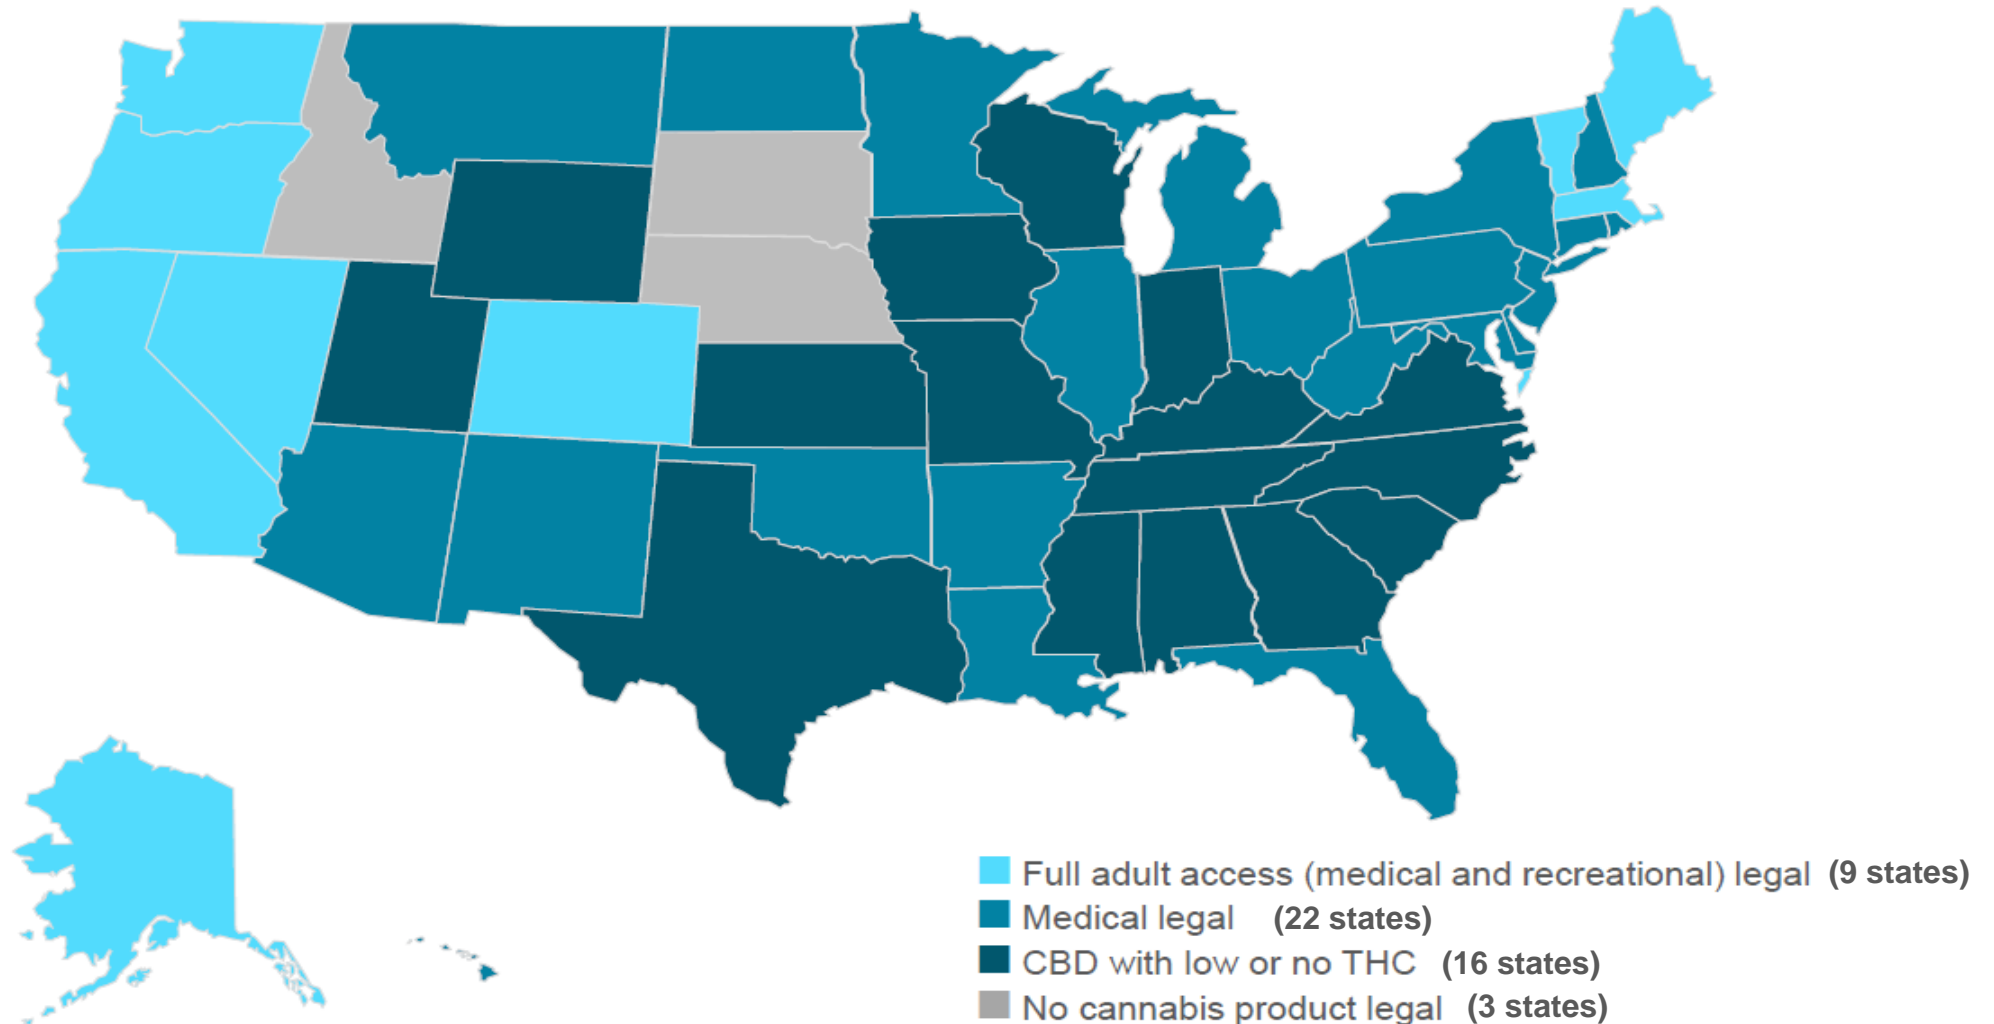 Full adult access (medical and recreational) legal (9 states)
Medical legal (22 states)
CBD with low or no THC (16 states)
No cannabis product legal (3 states)